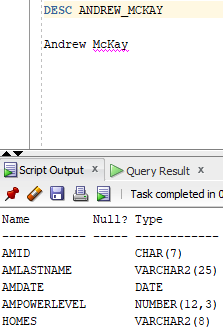 DESC ANDREW_MCKAY
Andrew McKay
Script Output x Query Result x
Task completed in 0
Name Null? Type
------------ ----- ------------
AMID CHAR(7)
AMLASTNAME VARCHAR2(25)
AMDATE DATE
AMPOWERLEVEL NUMBER(12,3)
HOMES VARCHAR2(8)